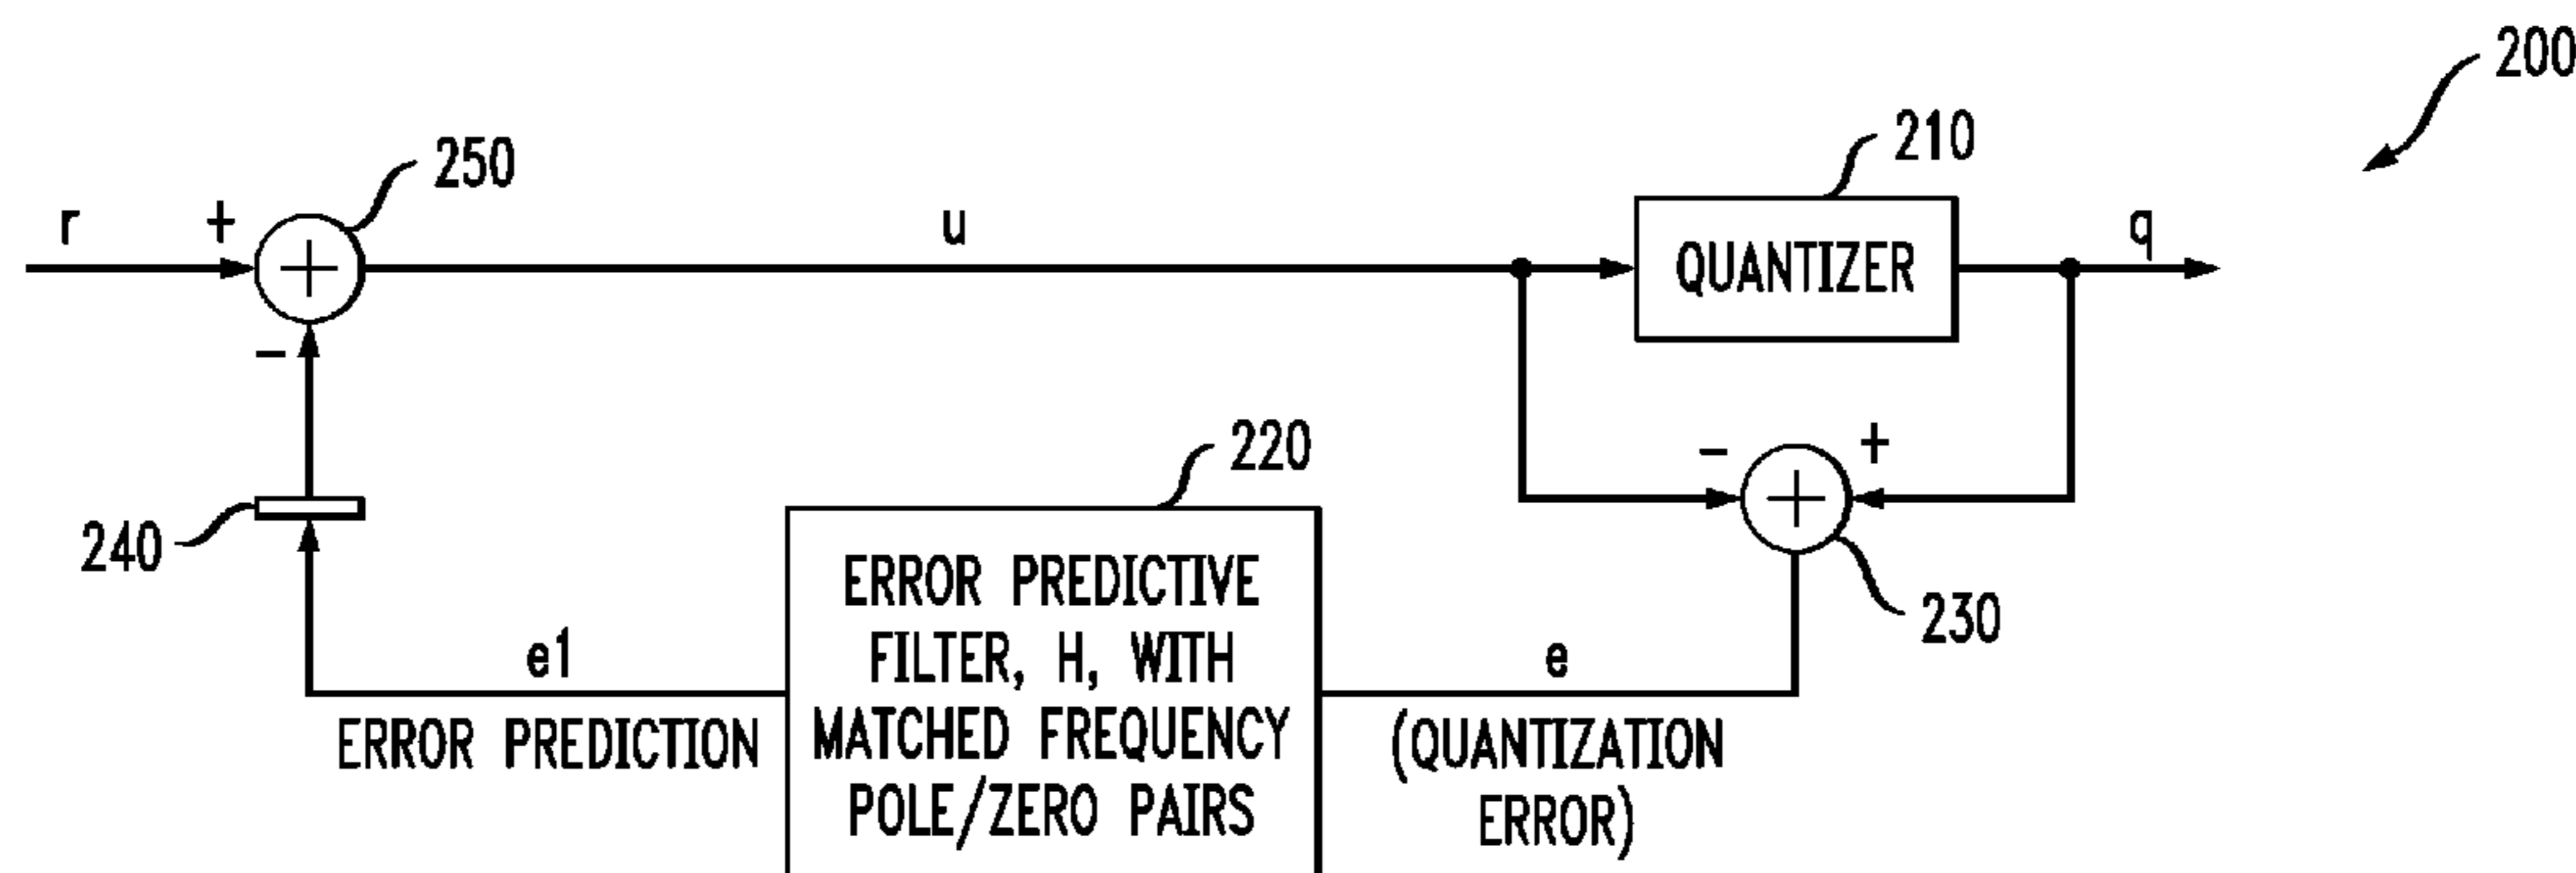 200
210
250
r
+
+
u
QUANTIZER
q
-
220
-
+
+
240
230
ERROR PREDICTIVE
FILTER, H, WITH
MATCHED FREQUENCY
POLE/ZERO PAIRS
e1
ERROR PREDICTION
e
(QUANTIZATION
ERROR)